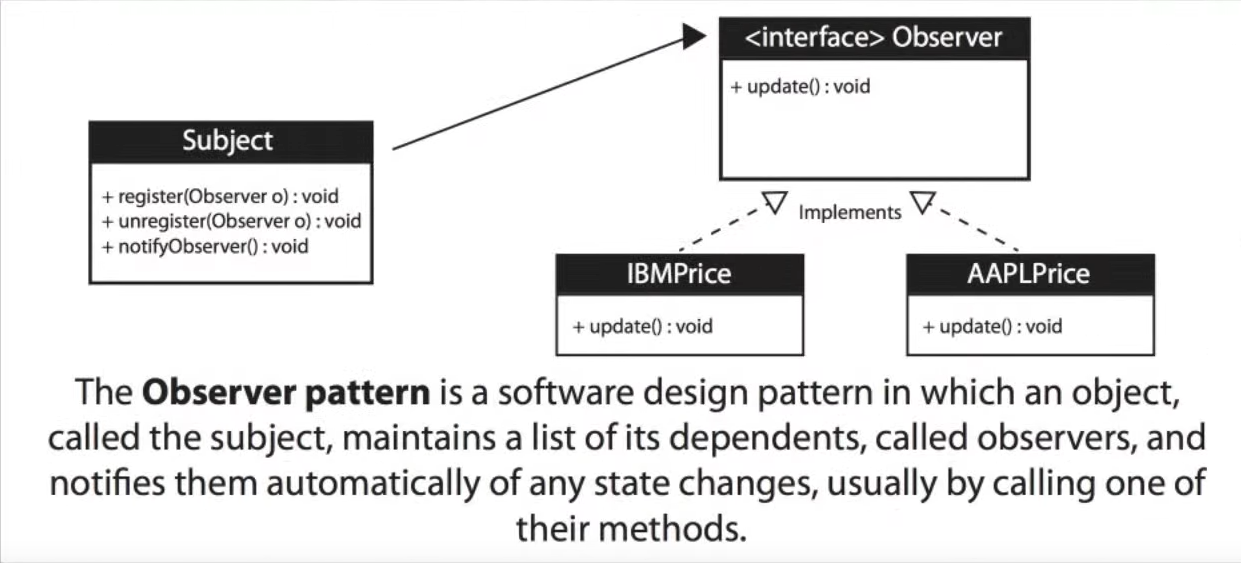 <interface> Observer
+ update() : void
Subject
+ register(Observer o) : void
+ unregister(Observer o) : void
+ notifyObserver() : void
Implements
IBMPrice
+ update() : void
AAPLPrice
+ update() : void
The Observer pattern is a software design pattern in which an object,
called the subject, maintains a list of its dependents, called observers, and
notifies them automatically of any state changes, usually by calling one of
their methods.